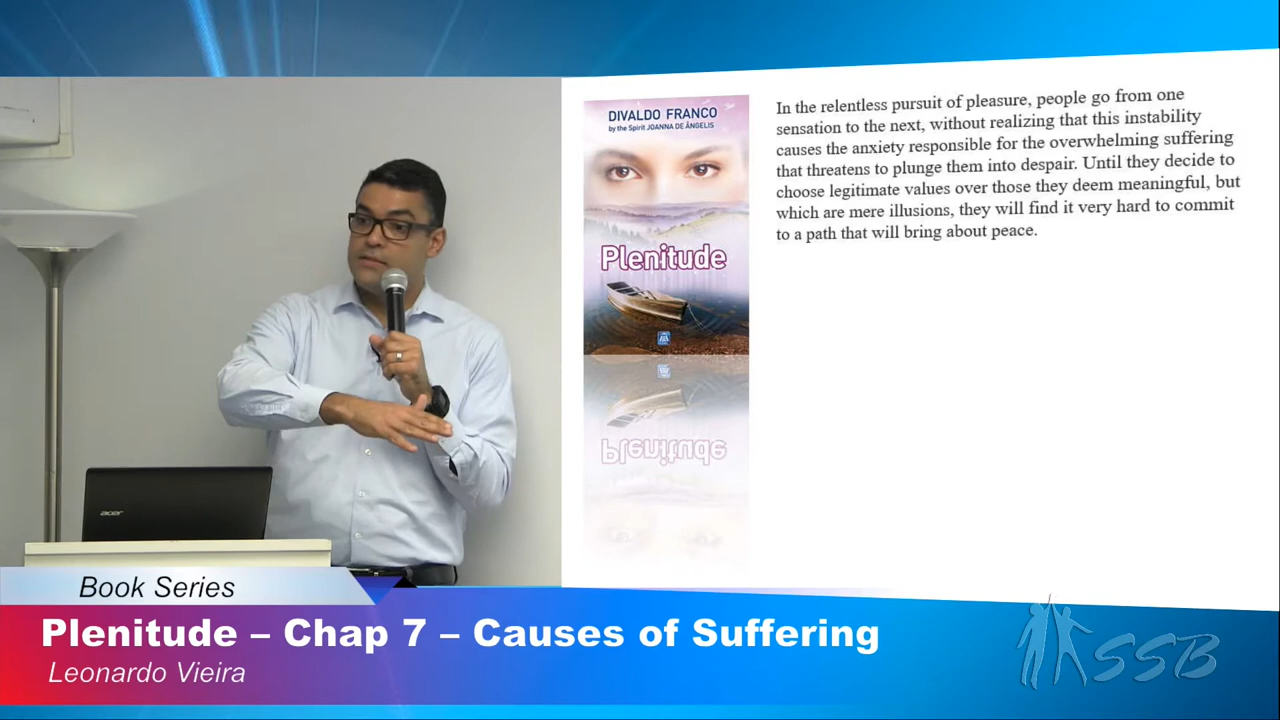 DIVALDO FRANCO
by the Spirit JOANNA DE ÂNGELIS
Plenitude
Plenitude
In the relentless pursuit of pleasure, people go from one
sensation to the next, without realizing that this instability
causes the anxiety responsible for the overwhelming suffering
that threatens to plunge them into despair. Until they decide to
choose legitimate values over those they deem meaningful, but
which are mere illusions, they will find it very hard to commit
to a path that will bring about peace.
acer
Book Series
Plenitude – Chap 7 – Causes of Suffering
Leonardo Vieira
SSB